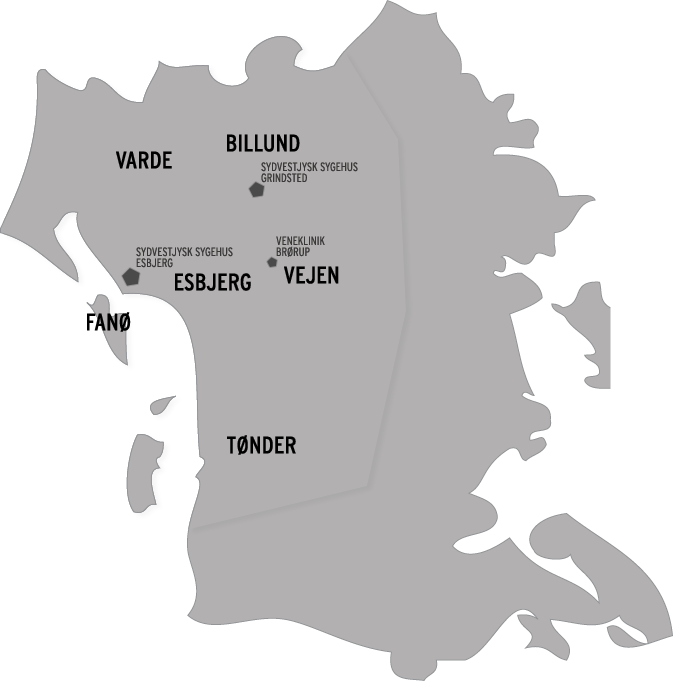 BILLUND
VARDE
SYDVESTJYSK SYGEHUS
GRINDSTED
VENEKLINIK
BRØRUP
SYDVESTJYSK SYGEHUS
ESBJERG
VEJEN
ESBJERG
FANØ
TØNDER